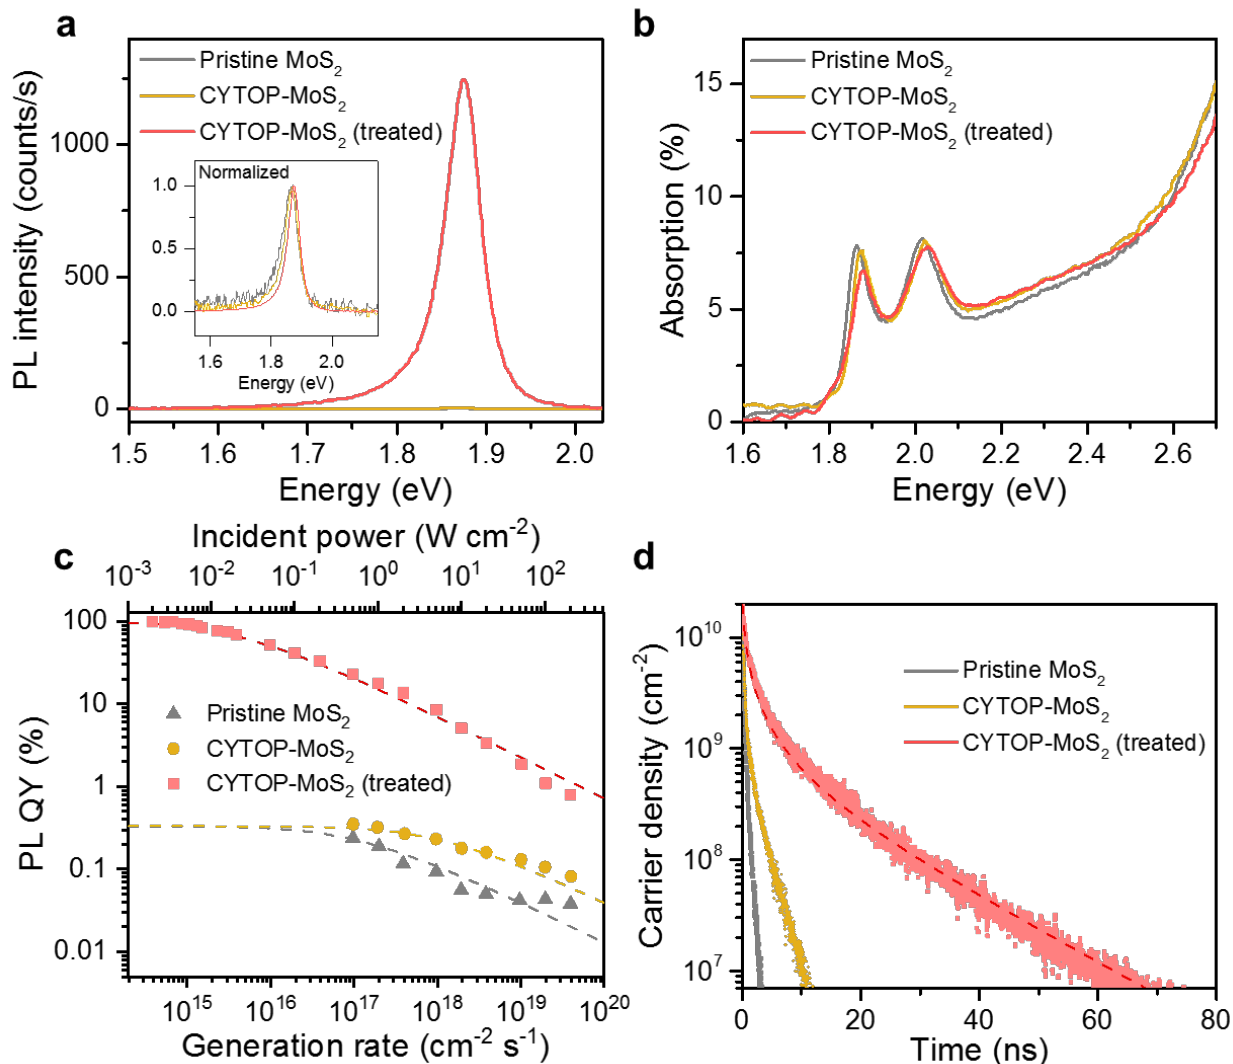 a
PL intensity (counts/s)
1000
500
0
Pristine MoS2
CYTOP-MoS2
CYTOP-MoS2 (treated)
Normalized
1.0
0.5
0.0
1.6 1.8 2.0
Energy (eV)
1.5 1.6 1.7 1.8 1.9 2.0
Energy (eV)
b
Absorption (%)
15
10
5
0
Pristine MoS2
CYTOP-MoS2
CYTOP-MoS2 (treated)
1.6 1.8 2.0 2.2 2.4 2.6
Energy (eV)
c
Incident power (W cm-2)
10-3 10-2 10-1 100 101 102
PL QY (%)
100
10
1
0.1
0.01
Pristine MoS2
CYTOP-MoS2
CYTOP-MoS2 (treated)
1015 1016 1017 1018 1019 1020
Generation rate (cm-2 s-1)
d
Carrier density (cm-2)
1010
109
108
107
Pristine MoS2
CYTOP-MoS2
CYTOP-MoS2 (treated)
0 20 40 60 80
Time (ns)